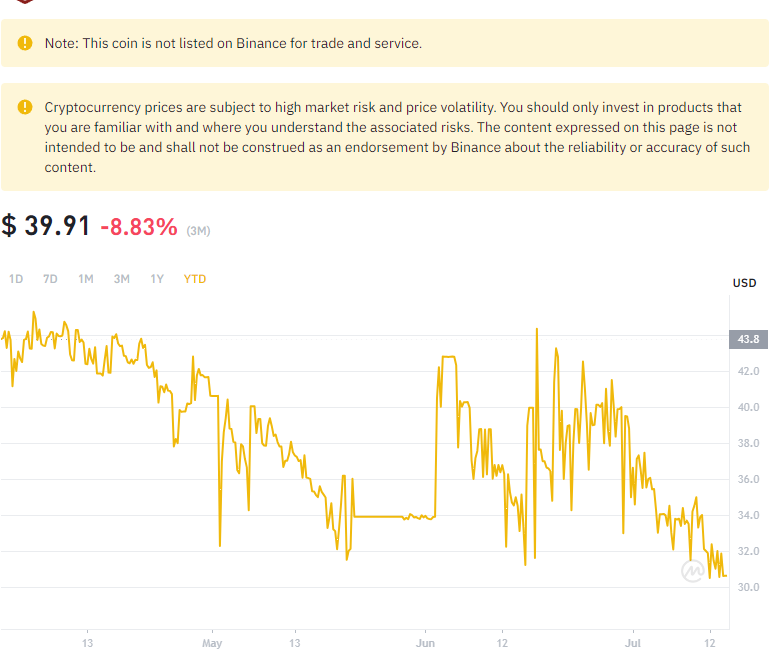 Note: This coin is not listed on Binance for trade and service.
Cryptocurrency prices are subject to high market risk and price volatility. You should only invest in products that
you are familiar with and where you understand the associated risks. The content expressed on this page is not
intended to be and shall not be construed as an endorsement by Binance about the reliability or accuracy of such
content.
$ 39.91 -8.83% (3M)
1D 7D 1M 3M 1Y YTD
USD
43.8
42.0
40.0
38.0
36.0
34.0
32.0
30.0
13 May 13 Jun 12 Jul 12